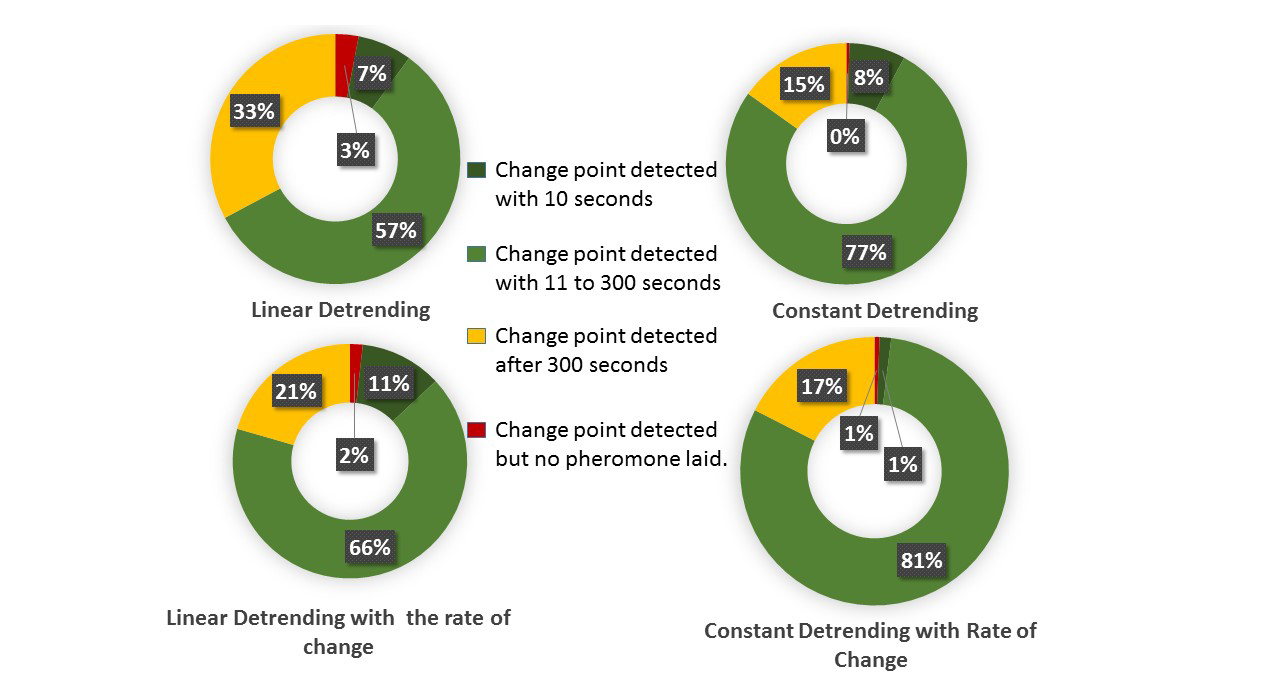 7%
33%
3%
57%
Linear Detrending
15%
8%
0%
77%
Constant Detrending
Change point detected
with 10 seconds
Change point detected
with 11 to 300 seconds
Change point detected
after 300 seconds
Change point detected
but no pheromone laid.
21%
11%
2%
66%
Linear Detrending with  the rate of
change
17%
1%
1%
81%
Constant Detrending with Rate of
Change